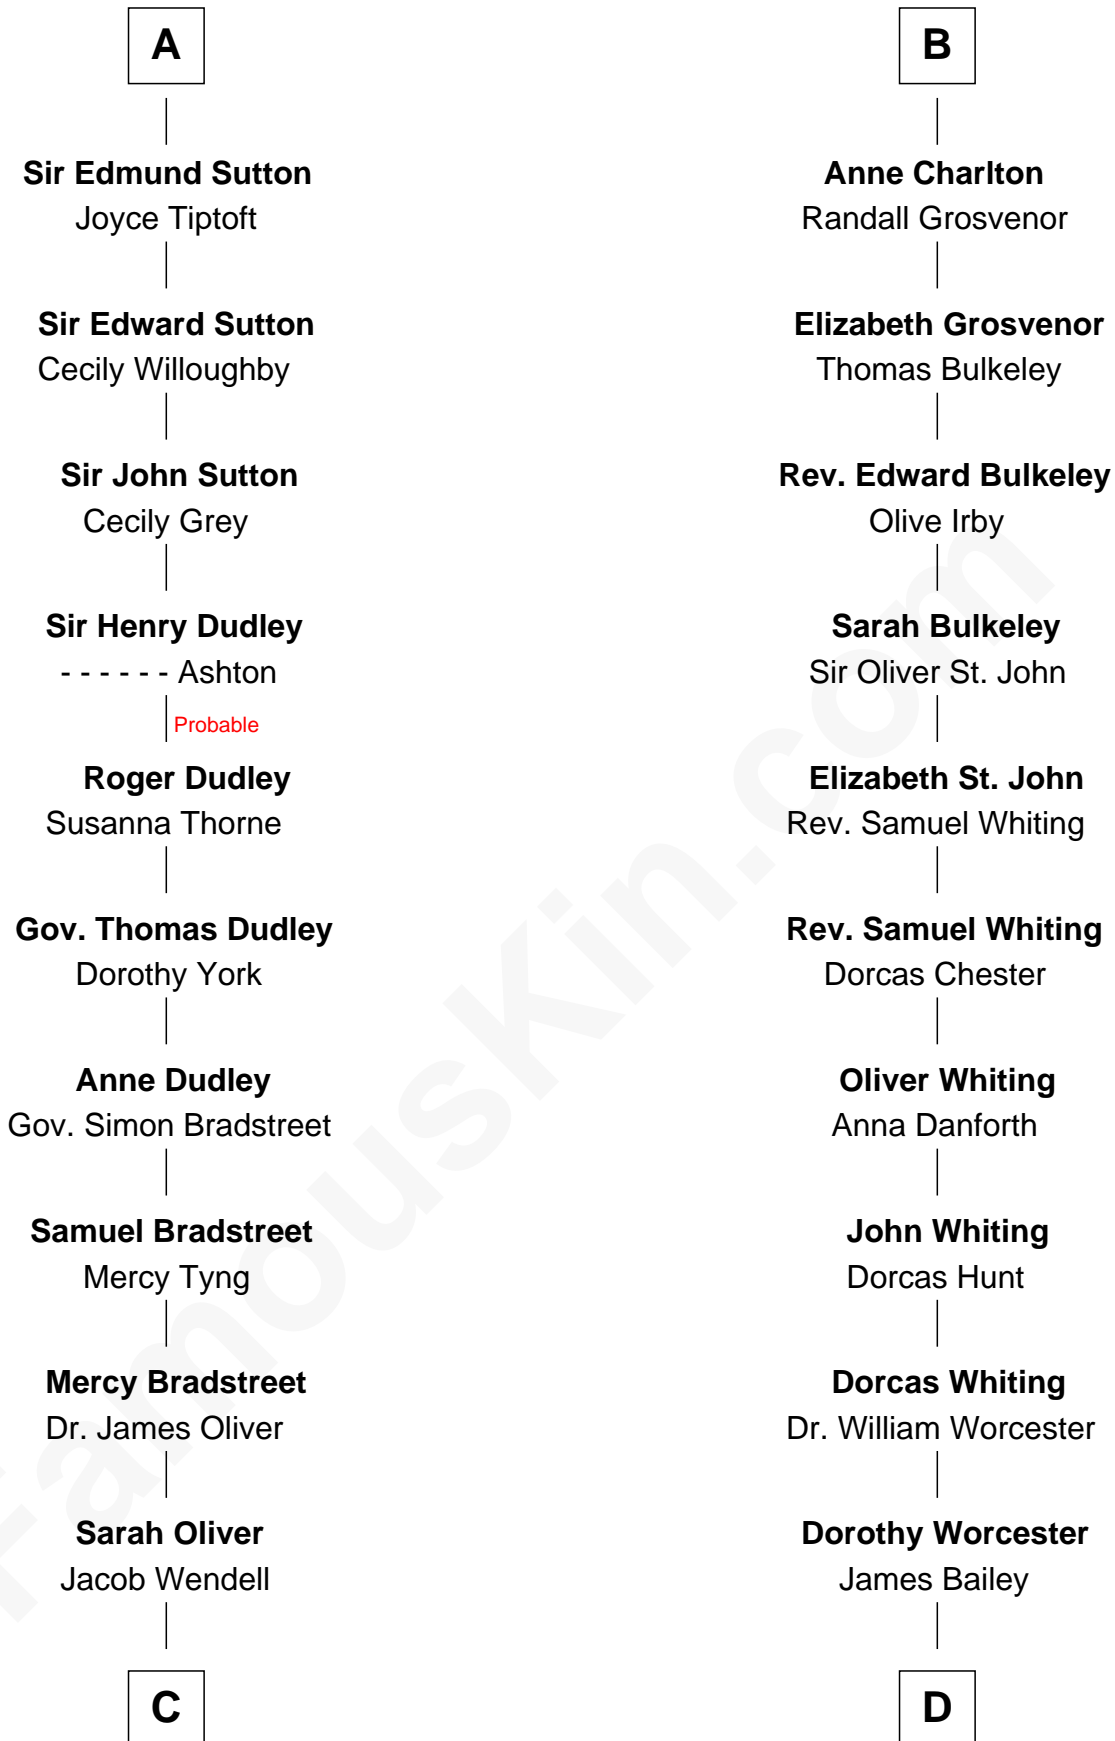 A
Sir Edmund Sutton
Joyce Tiptoft
Sir Edward Sutton
Cecily Willoughby
Sir John Sutton
Cecily Grey
Sir Henry Dudley
- - - - - - Ashton
Probable
Roger Dudley
Susanna Thorne
Gov. Thomas Dudley
Dorothy York
Anne Dudley
Gov. Simon Bradstreet
Samuel Bradstreet
Mercy Tyng
Mercy Bradstreet
Dr. James Oliver
Sarah Oliver
Jacob Wendell
C
B
Anne Charlton
Randall Grosvenor
Elizabeth Grosvenor
Thomas Bulkeley
Rev. Edward Bulkeley
Olive Irby
Sarah Bulkeley
Sir Oliver St. John
Elizabeth St. John
Rev. Samuel Whiting
Rev. Samuel Whiting
Dorcas Chester
Oliver Whiting
Anna Danforth
John Whiting
Dorcas Hunt
Dorcas Whiting
Dr. William Worcester
Dorothy Worcester
James Bailey
D
FamousKin.com